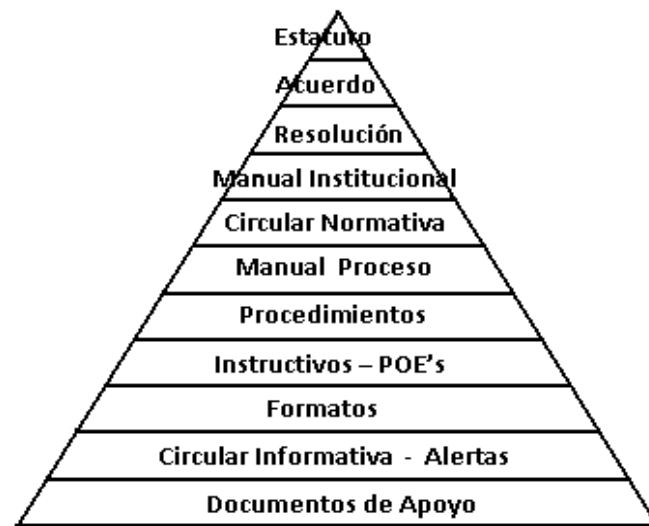 Estatuto
Acuerdo
Resolución
Manual Institucional
Circular Normativa
Manual Proceso
Procedimientos
Instructivos – POE's
Formatos
Circular Informativa - Alertas
Documentos de Apoyo